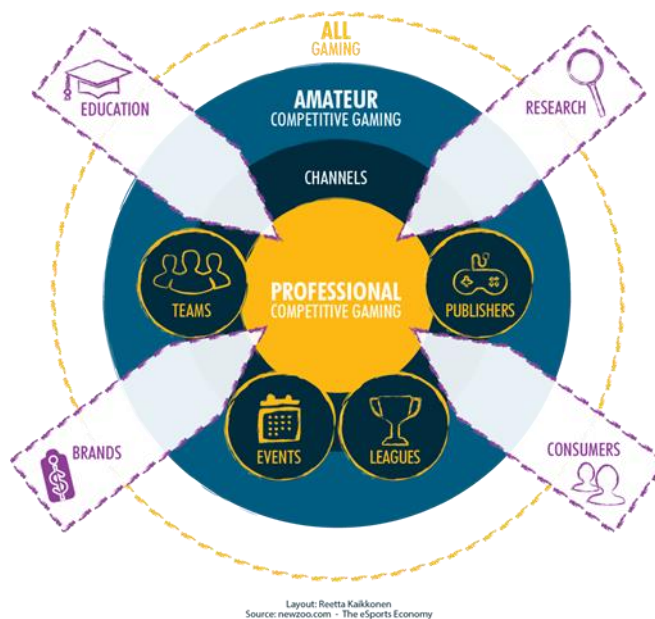 ALL
GAMING
EDUCATION
RESEARCH
AMATEUR
COMPETITIVE GAMING
CHANNELS
TEAMS
PROFESSIONAL
COMPETITIVE GAMING
PUBLISHERS
EVENTS
LEAGUES
BRANDS
CONSUMERS
Layout: Reetta Kaikkonen
Source: newzoo.com - The eSports Economy